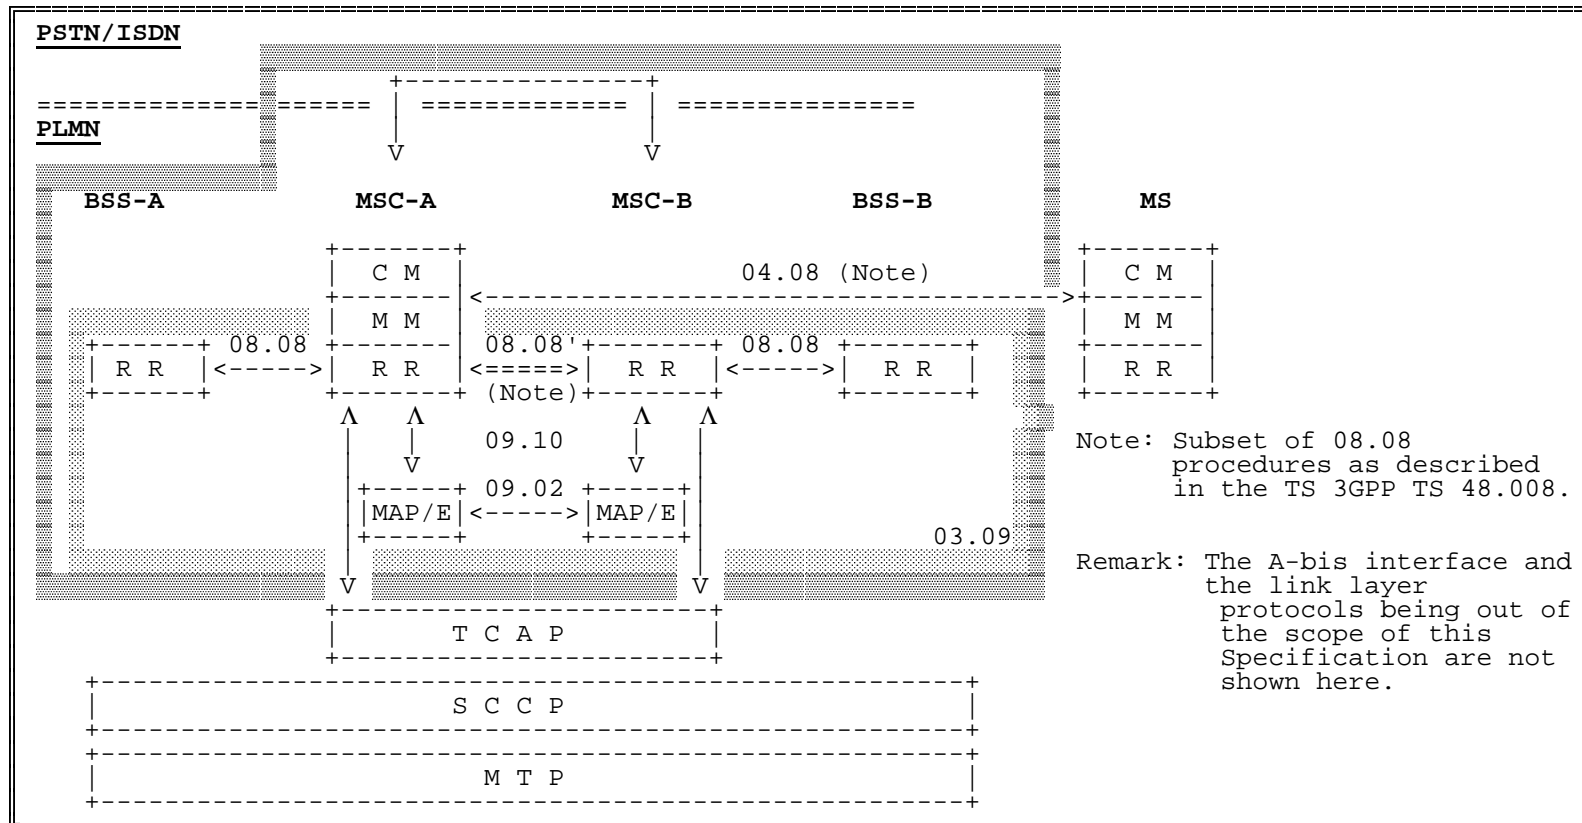 PSTN/ISDN
PLMN
BSS-A MSC-A MSC-B BSS-B MS
C M 04.08 (Note) C M
M M M M
08.08 08.08' 08.08
R R R R R R R R R R
(Note)
09.10
Note: Subset of 08.08
procedures as described
in the TS 3GPP TS 48.008.
09.02
MAP/E MAP/E
03.09
Remark: The A-bis interface and
the link layer
protocols being out of
the scope of this
Specification are not
shown here.
T C A P
S C C P
M T P